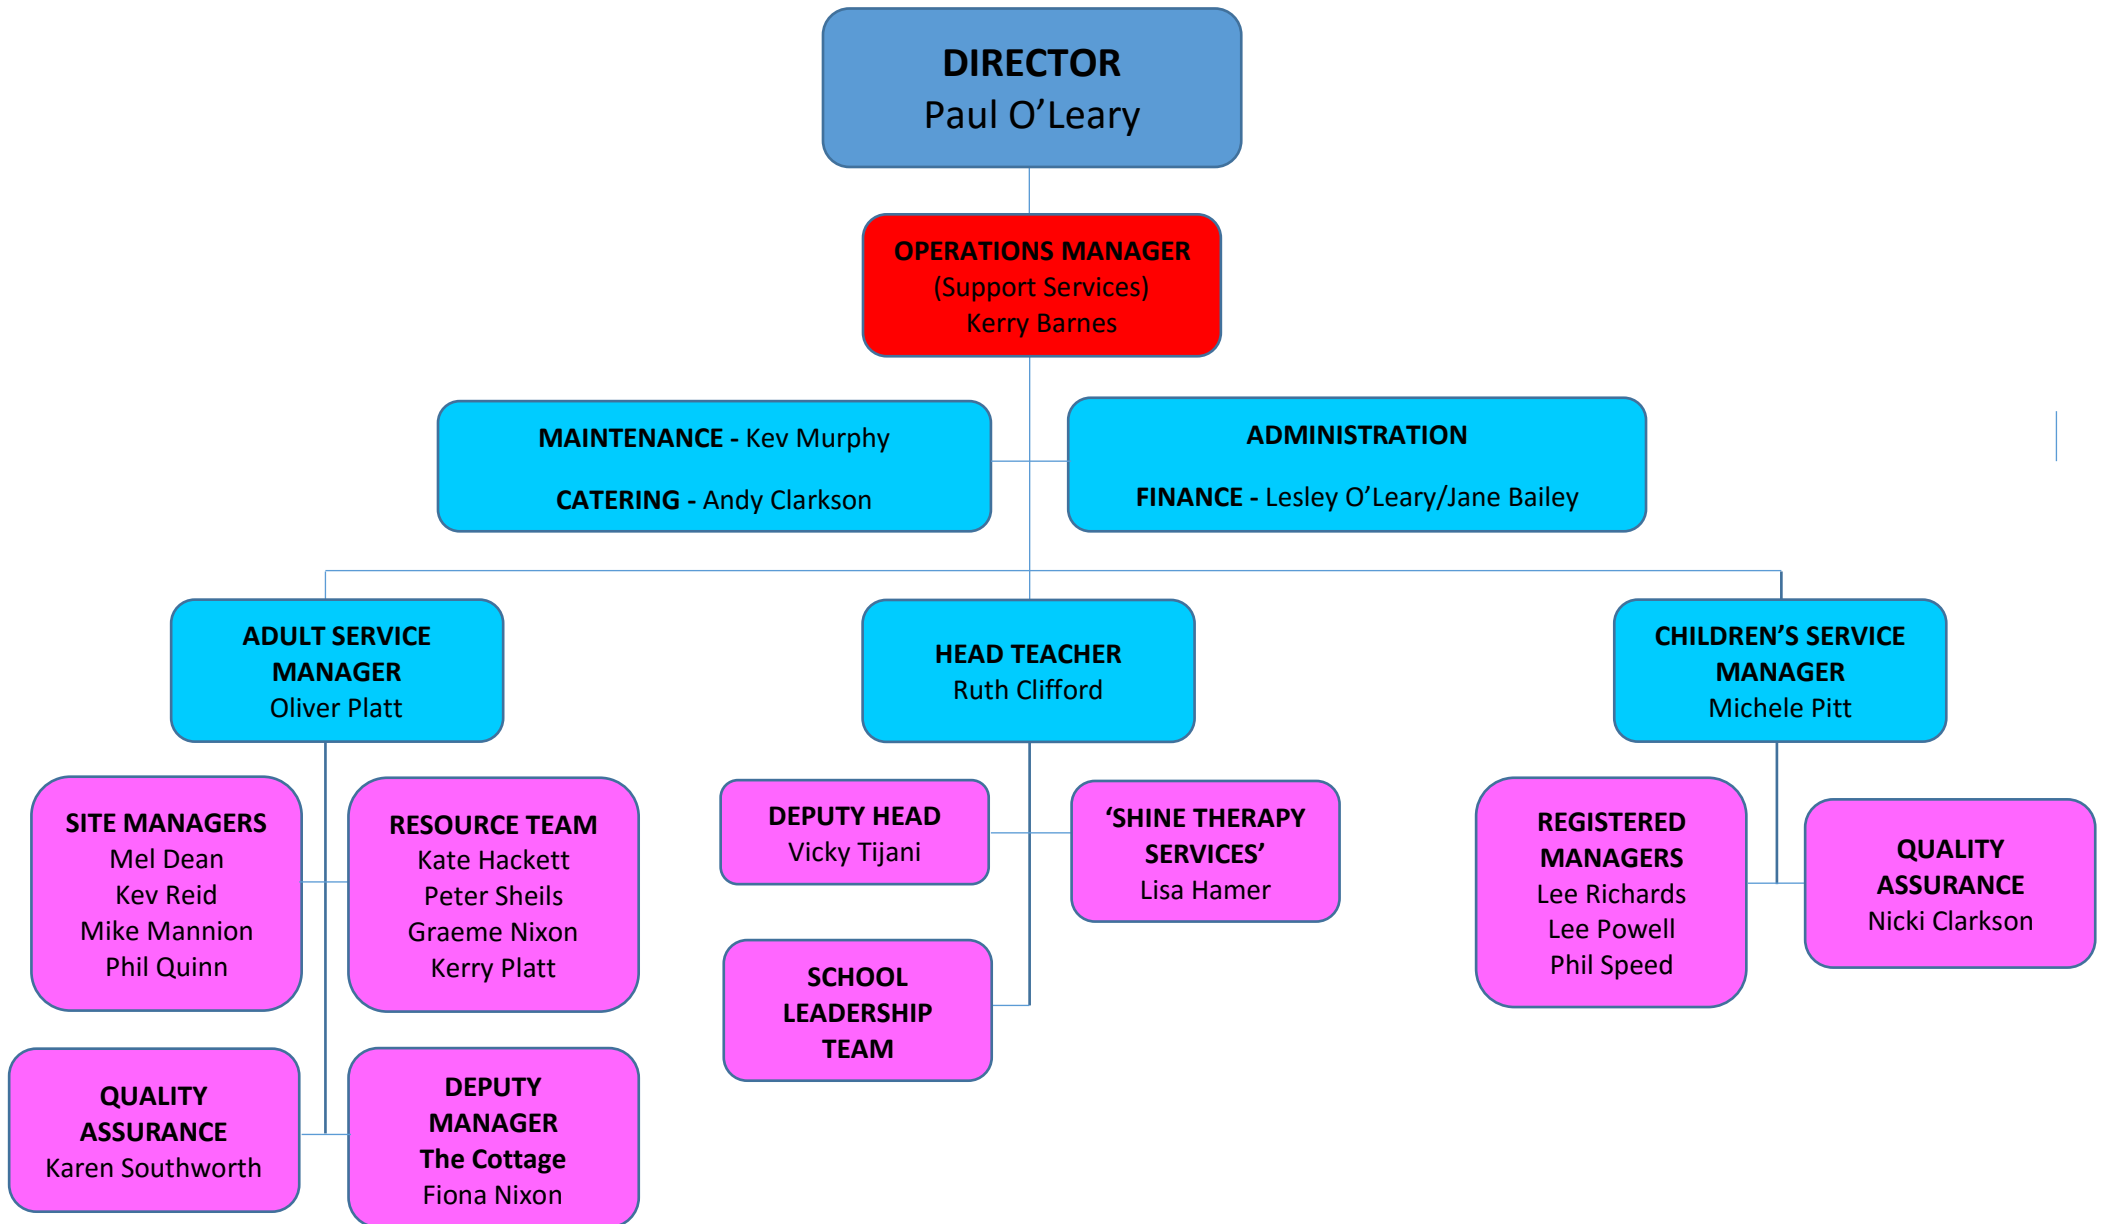 DIRECTOR
Paul O’Leary
OPERATIONS MANAGER
(Support Services)
Kerry Barnes
MAINTENANCE - Kev Murphy
CATERING - Andy Clarkson
ADMINISTRATION
FINANCE - Lesley O’Leary/Jane Bailey
ADULT SERVICE
MANAGER
Oliver Platt
HEAD TEACHER
Ruth Clifford
CHILDREN’S SERVICE
MANAGER
Michele Pitt
SITE MANAGERS
Mel Dean
Kev Reid
Mike Mannion
Phil Quinn
RESOURCE TEAM
Kate Hackett
Peter Sheils
Graeme Nixon
Kerry Platt
DEPUTY HEAD
Vicky Tijani
‘SHINE THERAPY
SERVICES’
Lisa Hamer
REGISTERED
MANAGERS
Lee Richards
Lee Powell
Phil Speed
QUALITY
ASSURANCE
Nicki Clarkson
SCHOOL
LEADERSHIP
TEAM
QUALITY
ASSURANCE
Karen Southworth
DEPUTY
MANAGER
The Cottage
Fiona Nixon